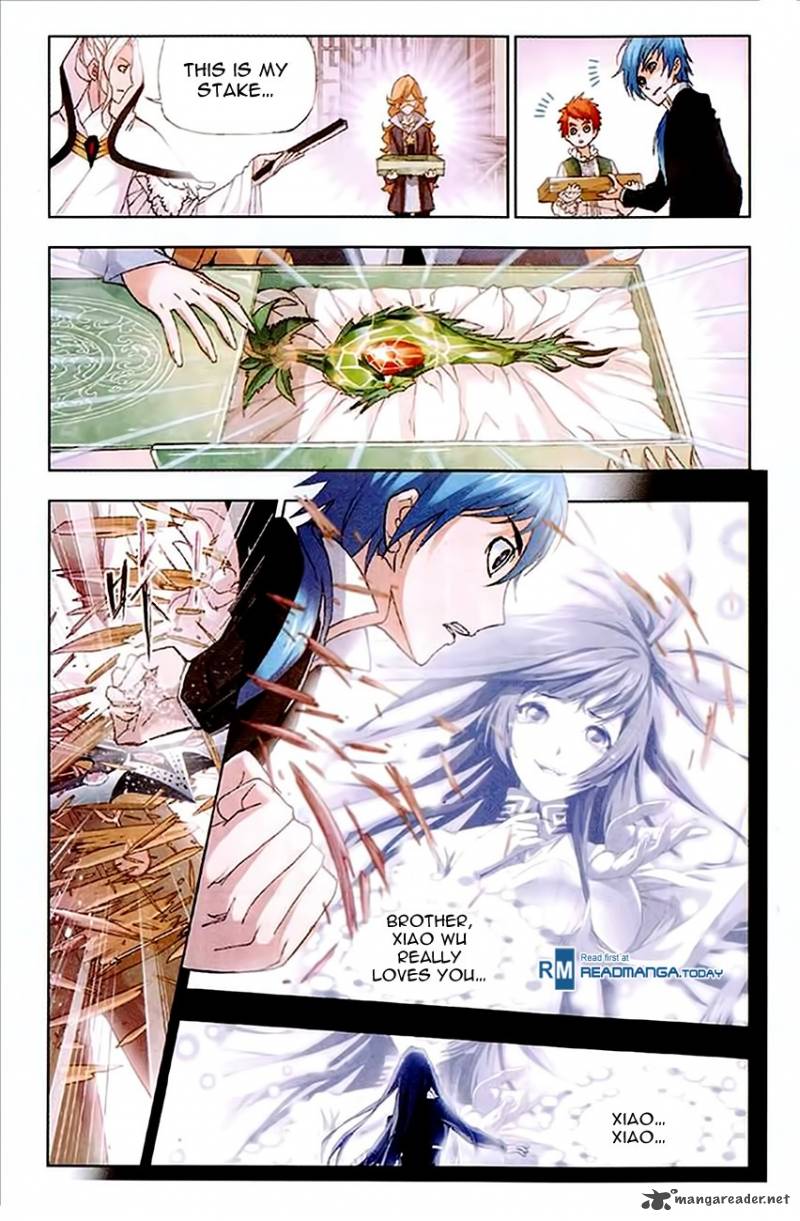 THIS IS MY
STAKE...
BROTHER,
XIAO WU
REALLY
LOVES YOU...
RM
Read first at
READMANGA.TODAY
XIAO...
XIAO...
mangareader.net